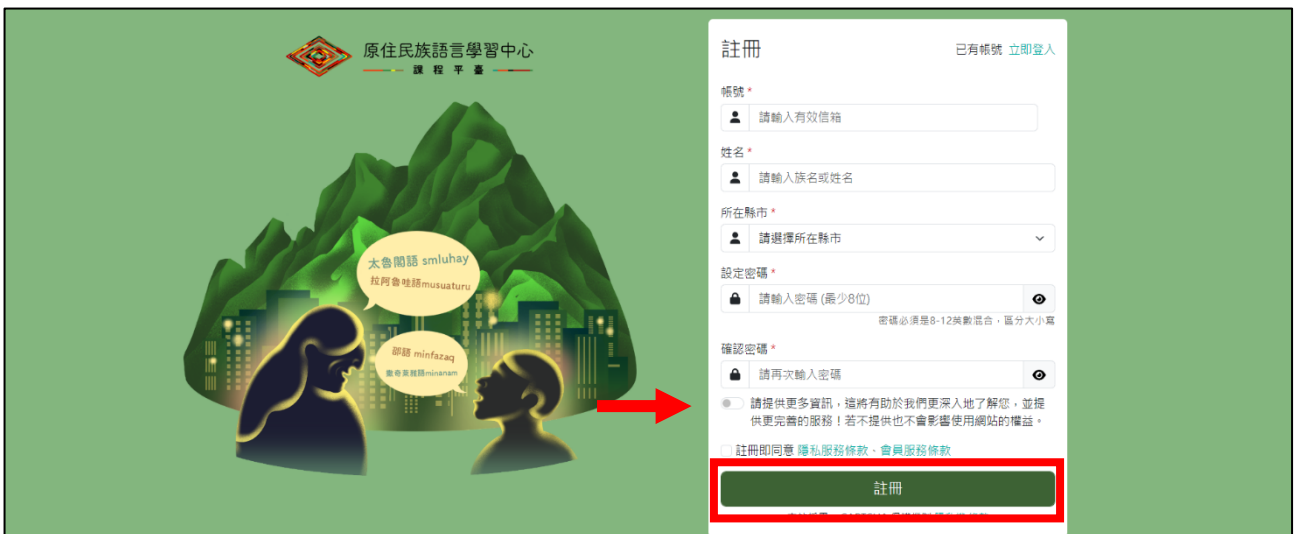 原住民族語言學習中心
課程平臺
太魯閣語 smluhay
拉阿魯哇語musuaturu
邵語 minfazaq
撒奇萊雅語minanam
註冊
已有帳號 立即登入
帳號 *
請輸入有效信箱
姓名 *
請輸入族名或姓名
所在縣市 *
請選擇所在縣市
設定密碼 *
請輸入密碼 (最少8位)
密碼必須是8-12英數混合，區分大小寫
確認密碼 *
請再次輸入密碼
請提供更多資訊，這將有助於我們更深入地了解您，並提
供更完善的服務！若不提供也不會影響使用網站的權益。
註冊即同意 隱私服務條款、會員服務條款
註冊